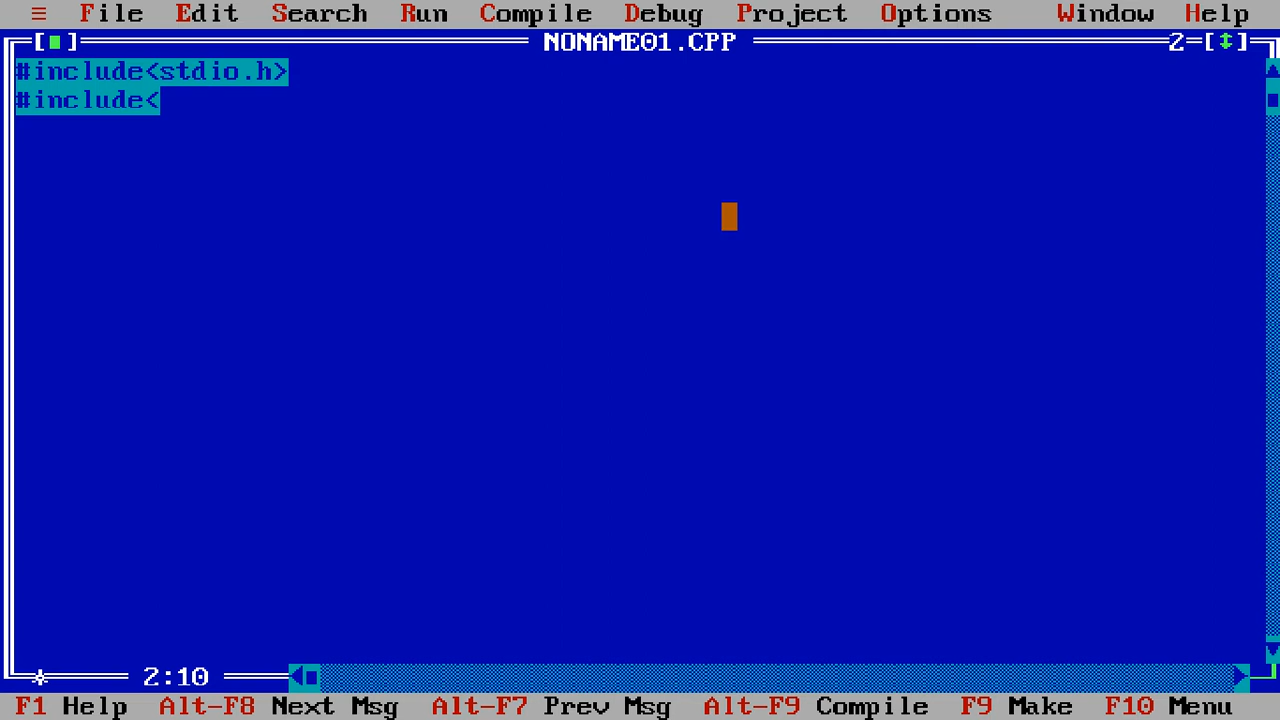 ≡ File Edit Search Run Compile Debug Project Options Window Help
[■] NONAME01.CPP 2=[↕]
#include<stdio.h>
#include<
* 2:10
F1 Help Alt-F8 Next Msg Alt-F7 Prev Msg Alt-F9 Compile F9 Make F10 Menu